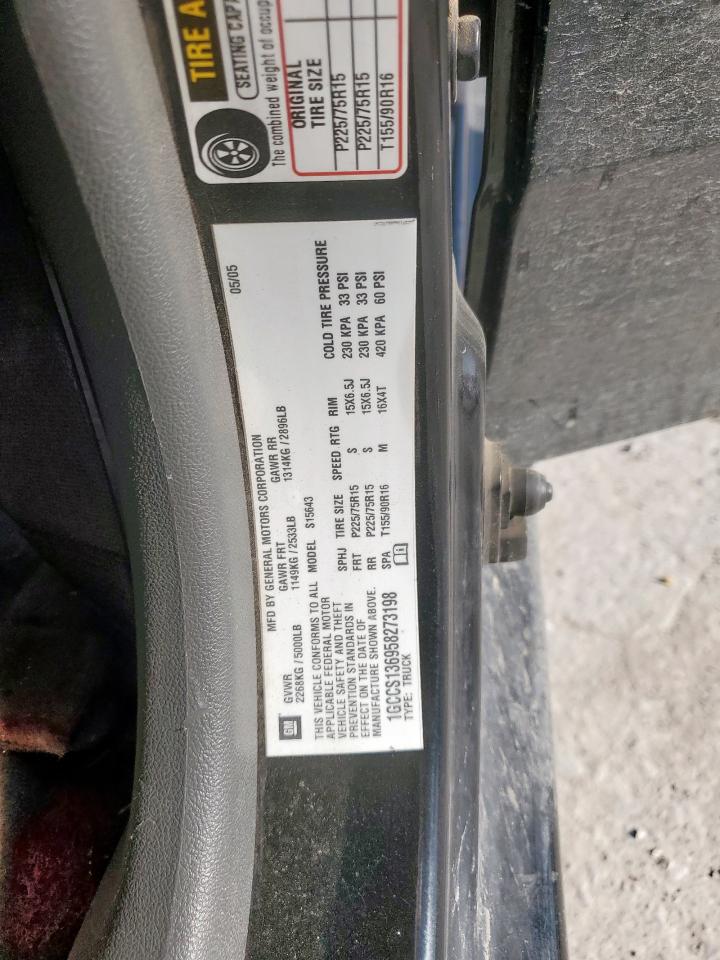 TIRE A
SEATING CAPA
The combined weight of occup
ORIGINAL
TIRE SIZE
P225/75R15
P225/75R15
T155/90R16
05/05
MFD BY GENERAL MOTORS CORPORATION
GM
GVWR GAWR FRT GAWR RR
2268KG/5000LB 1149KG/2533LB 1314KG/2896LB
THIS VEHICLE CONFORMS TO ALL
APPLICABLE FEDERAL MOTOR
VEHICLE SAFETY AND THEFT
PREVENTION STANDARDS IN
EFFECT ON THE DATE OF
MANUFACTURE SHOWN ABOVE.
1GCCS136958273198
TYPE: TRUCK
MODEL S15643
SPHJ TIRE SIZE SPEED RTG RIM COLD TIRE PRESSURE
FRT P225/75R15 S 15X6.5J 230 KPA 33 PSI
RR P225/75R15 S 15X6.5J 230 KPA 33 PSI
SPA T155/90R16 M 16X4T 420 KPA 60 PSI